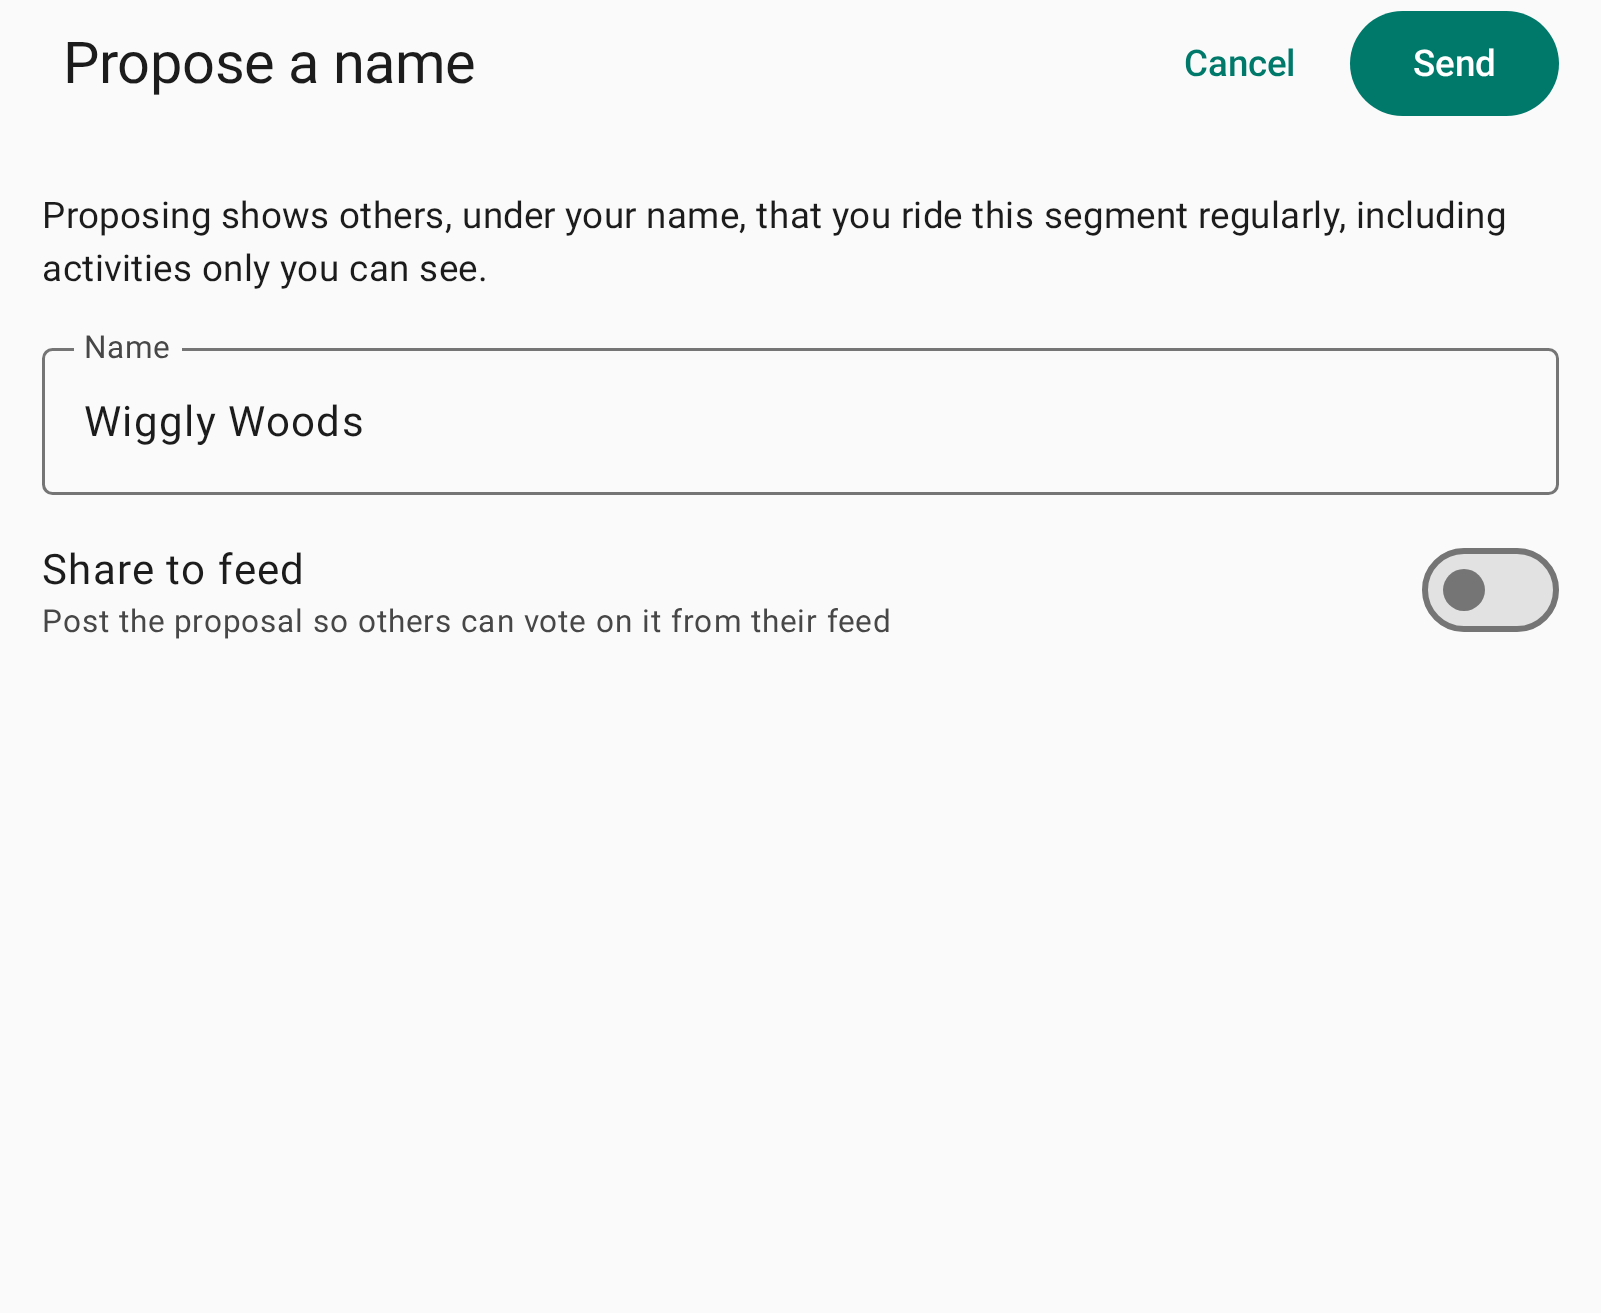 Propose a name
Cancel
Send
Proposing shows others, under your name, that you ride this segment regularly, including
activities only you can see.
Name
Wiggly Woods
Share to feed
Post the proposal so others can vote on it from their feed